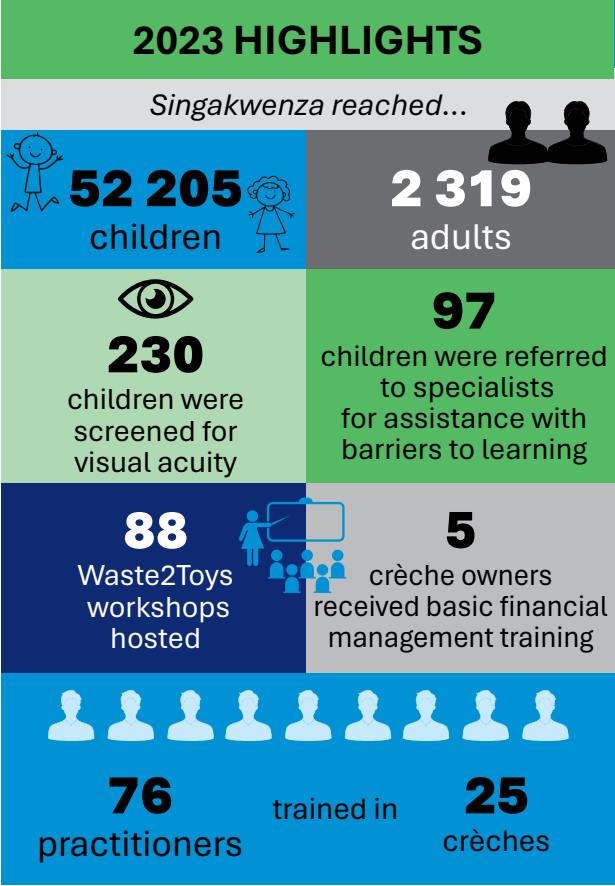 2023 HIGHLIGHTS
Singakwenza reached...
52 205
children
2 319
adults
230
children were
screened for
visual acuity
97
children were referred
to specialists
for assistance with
barriers to learning
88
Waste2Toys
workshops
hosted
5
crèche owners
received basic financial
management training
76
practitioners
trained in
25
crèches